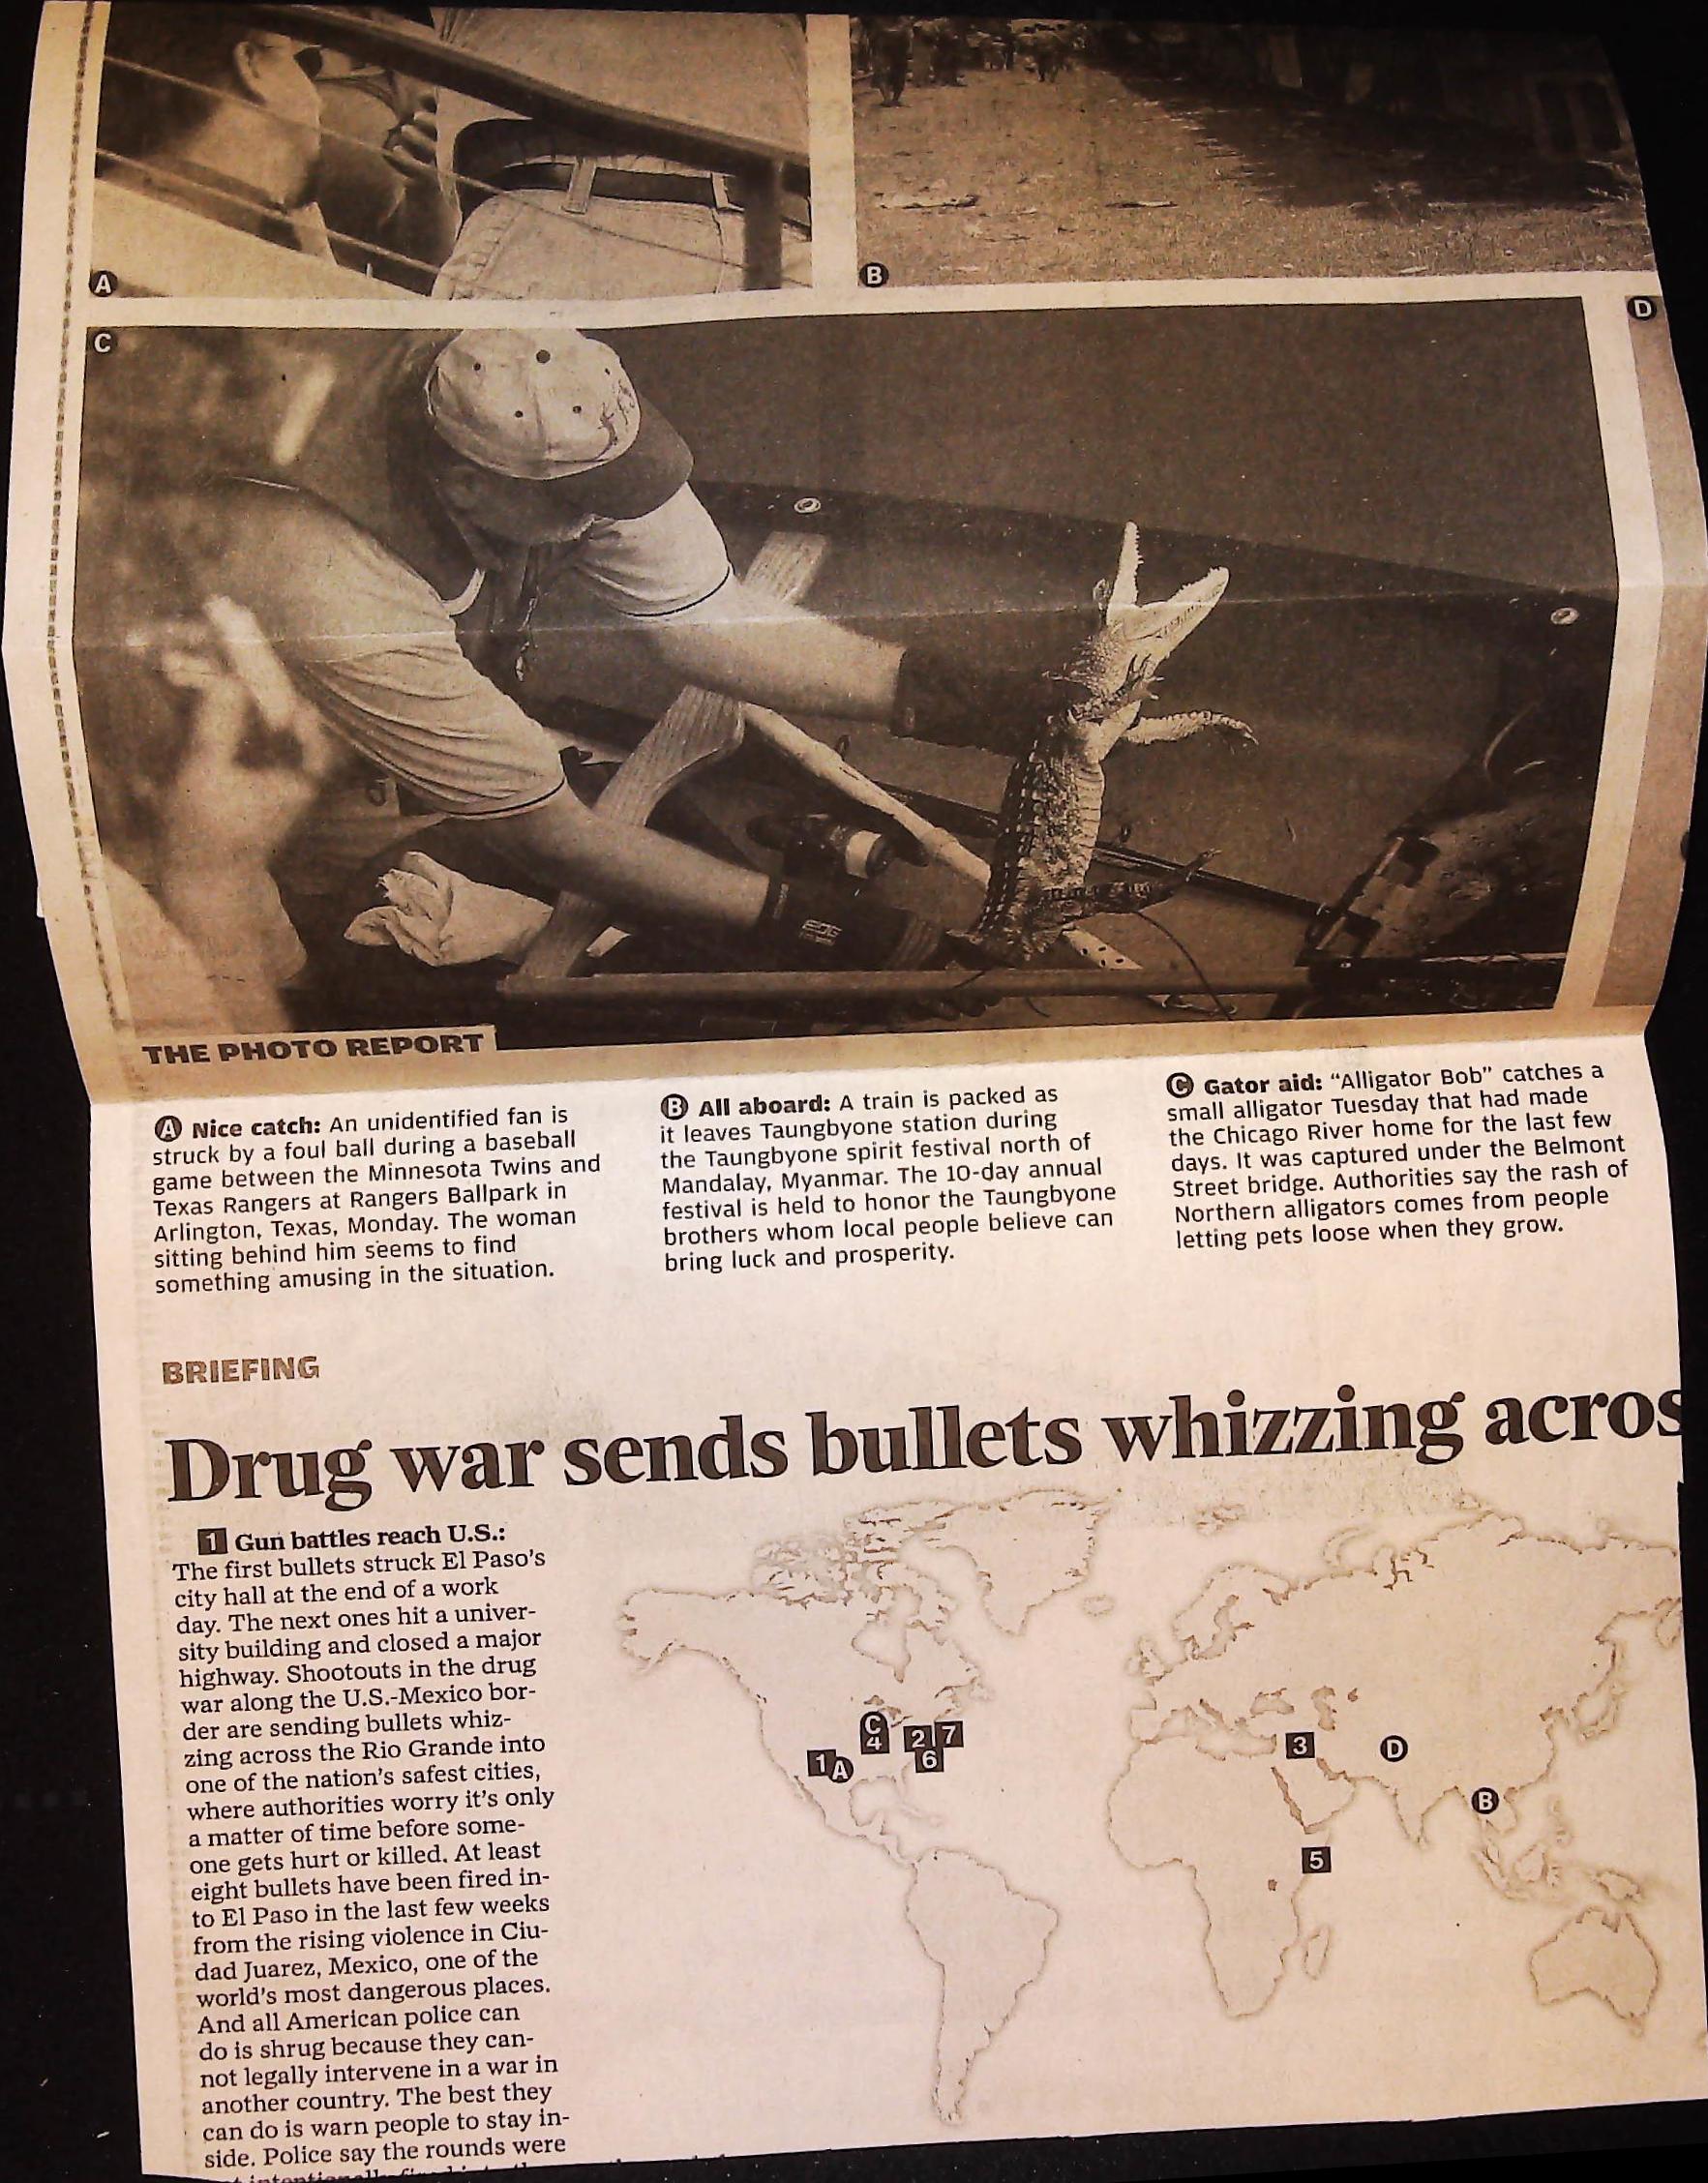 A
B
C
D
THE PHOTO REPORT
A Nice catch: An unidentified fan is
struck by a foul ball during a baseball
game between the Minnesota Twins and
Texas Rangers at Rangers Ballpark in
Arlington, Texas, Monday. The woman
sitting behind him seems to find
something amusing in the situation.
B All aboard: A train is packed as
it leaves Taungbyone station during
the Taungbyone spirit festival north of
Mandalay, Myanmar. The 10-day annual
festival is held to honor the Taungbyone
brothers whom local people believe can
bring luck and prosperity.
C Gator aid: “Alligator Bob” catches a
small alligator Tuesday that had made
the Chicago River home for the last few
days. It was captured under the Belmont
Street bridge. Authorities say the rash of
Northern alligators comes from people
letting pets loose when they grow.
BRIEFING
Drug war sends bullets whizzing acros
1 Gun battles reach U.S.:
The first bullets struck El Paso’s
city hall at the end of a work
day. The next ones hit a univer-
sity building and closed a major
highway. Shootouts in the drug
war along the U.S.-Mexico bor-
der are sending bullets whiz-
zing across the Rio Grande into
one of the nation’s safest cities,
where authorities worry it’s only
a matter of time before some-
one gets hurt or killed. At least
eight bullets have been fired in-
to El Paso in the last few weeks
from the rising violence in Ciu-
dad Juarez, Mexico, one of the
world’s most dangerous places.
And all American police can
do is shrug because they can-
not legally intervene in a war in
another country. The best they
can do is warn people to stay in-
side. Police say the rounds were
C
4
2 7
6
1 A
3
D
B
5